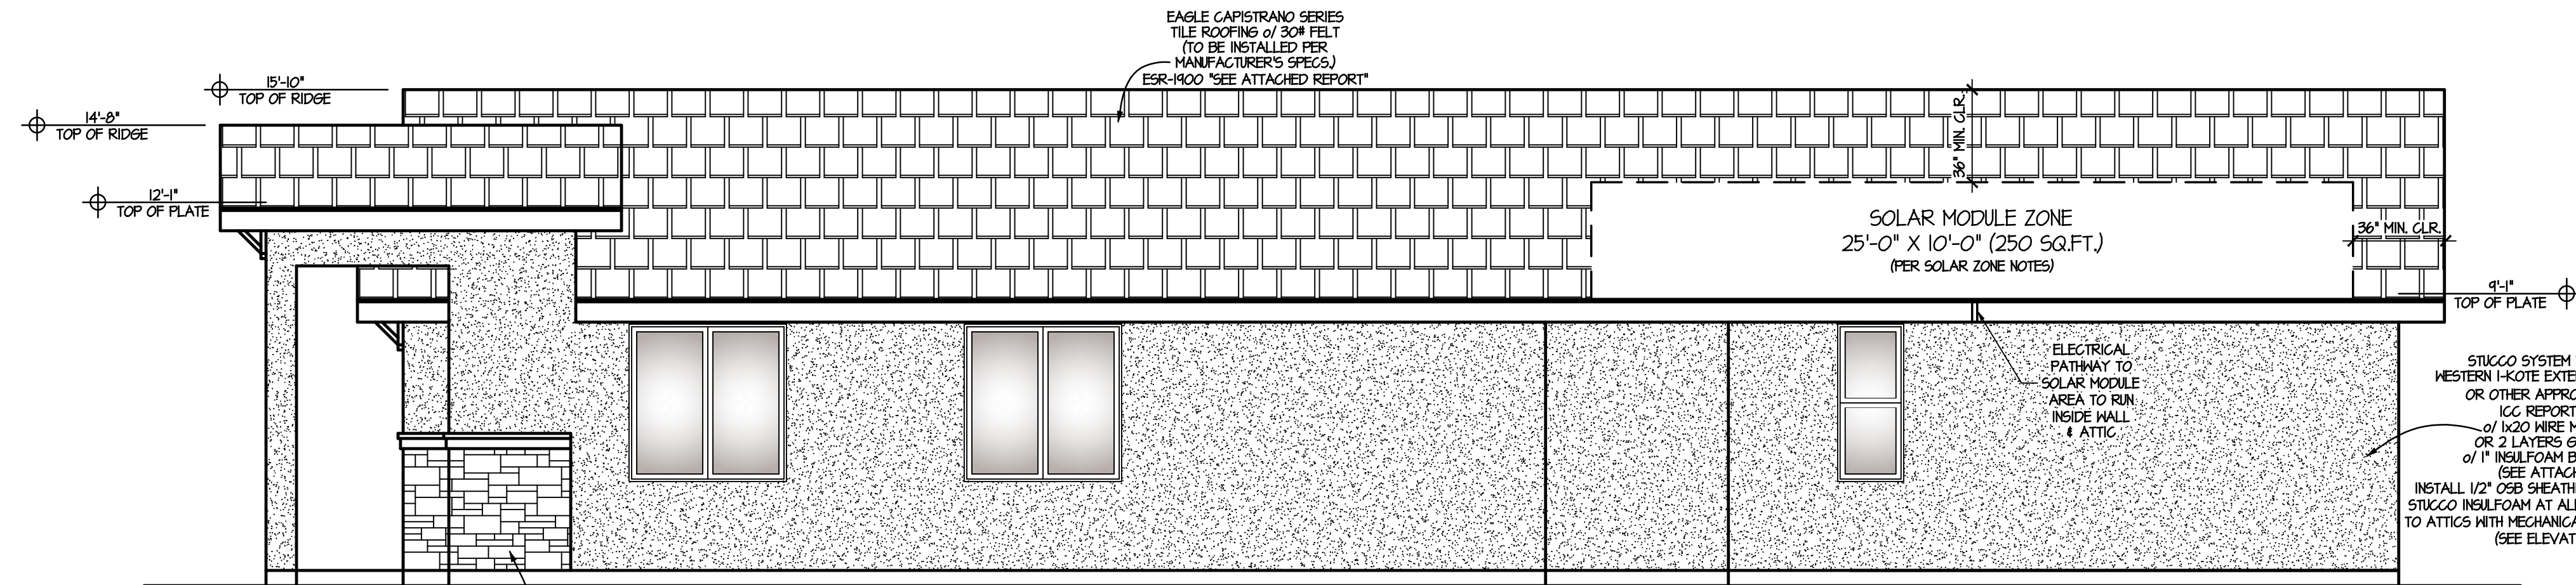 EAGLE CAPISTRANO SERIES
TILE ROOFING o/ 30# FELT
(TO BE INSTALLED PER
MANUFACTURER'S SPECS.)
ESR-1900 "SEE ATTACHED REPORT"
15'-10"
TOP OF RIDGE
14'-8"
TOP OF RIDGE
12'-1"
TOP OF PLATE
36" MIN. CLR.
SOLAR MODULE ZONE
25'-0" X 10'-0" (250 SQ.FT.)
(PER SOLAR ZONE NOTES)
36" MIN. CLR.
9'-1"
TOP OF PLATE
ELECTRICAL
PATHWAY TO
SOLAR MODULE
AREA TO RUN
INSIDE WALL
& ATTIC
STUCCO SYSTEM
WESTERN 1-KOTE EXTE
OR OTHER APPRO
ICC REPORT
o/ 1x20 WIRE M
OR 2 LAYERS G
o/ 1" INSULFOAM B
(SEE ATTACH
INSTALL 1/2" OSB SHEATHI
STUCCO INSULFOAM AT ALL
TO ATTICS WITH MECHANICA
(SEE ELEVAT